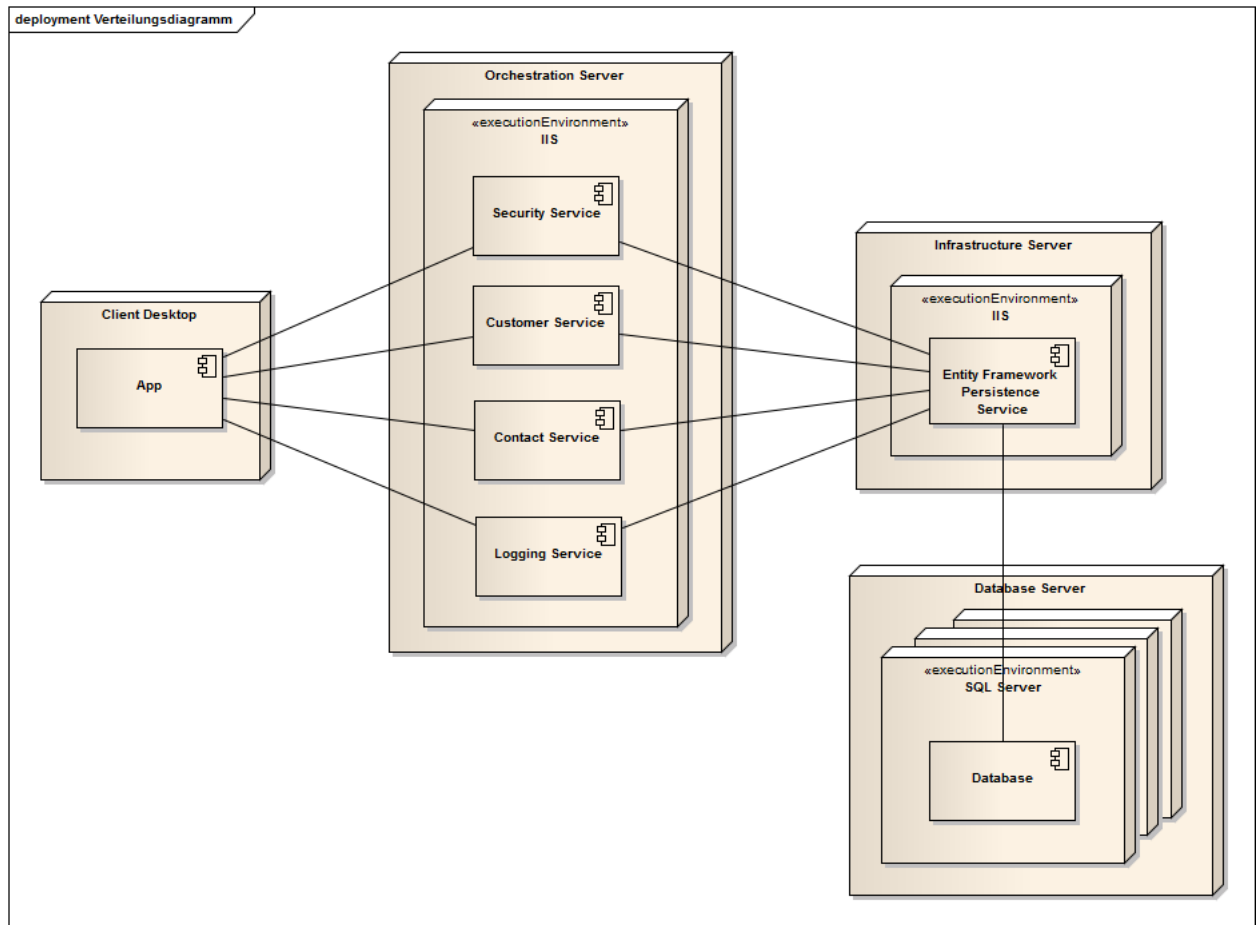 deployment Verteilungsdiagramm
Orchestration Server
«executionEnvironment»
IIS
Security Service
Customer Service
Contact Service
Logging Service
Client Desktop
App
Infrastructure Server
«executionEnvironment»
IIS
Entity Framework
Persistence
Service
Database Server
«executionEnvironment»
SQL Server
Database